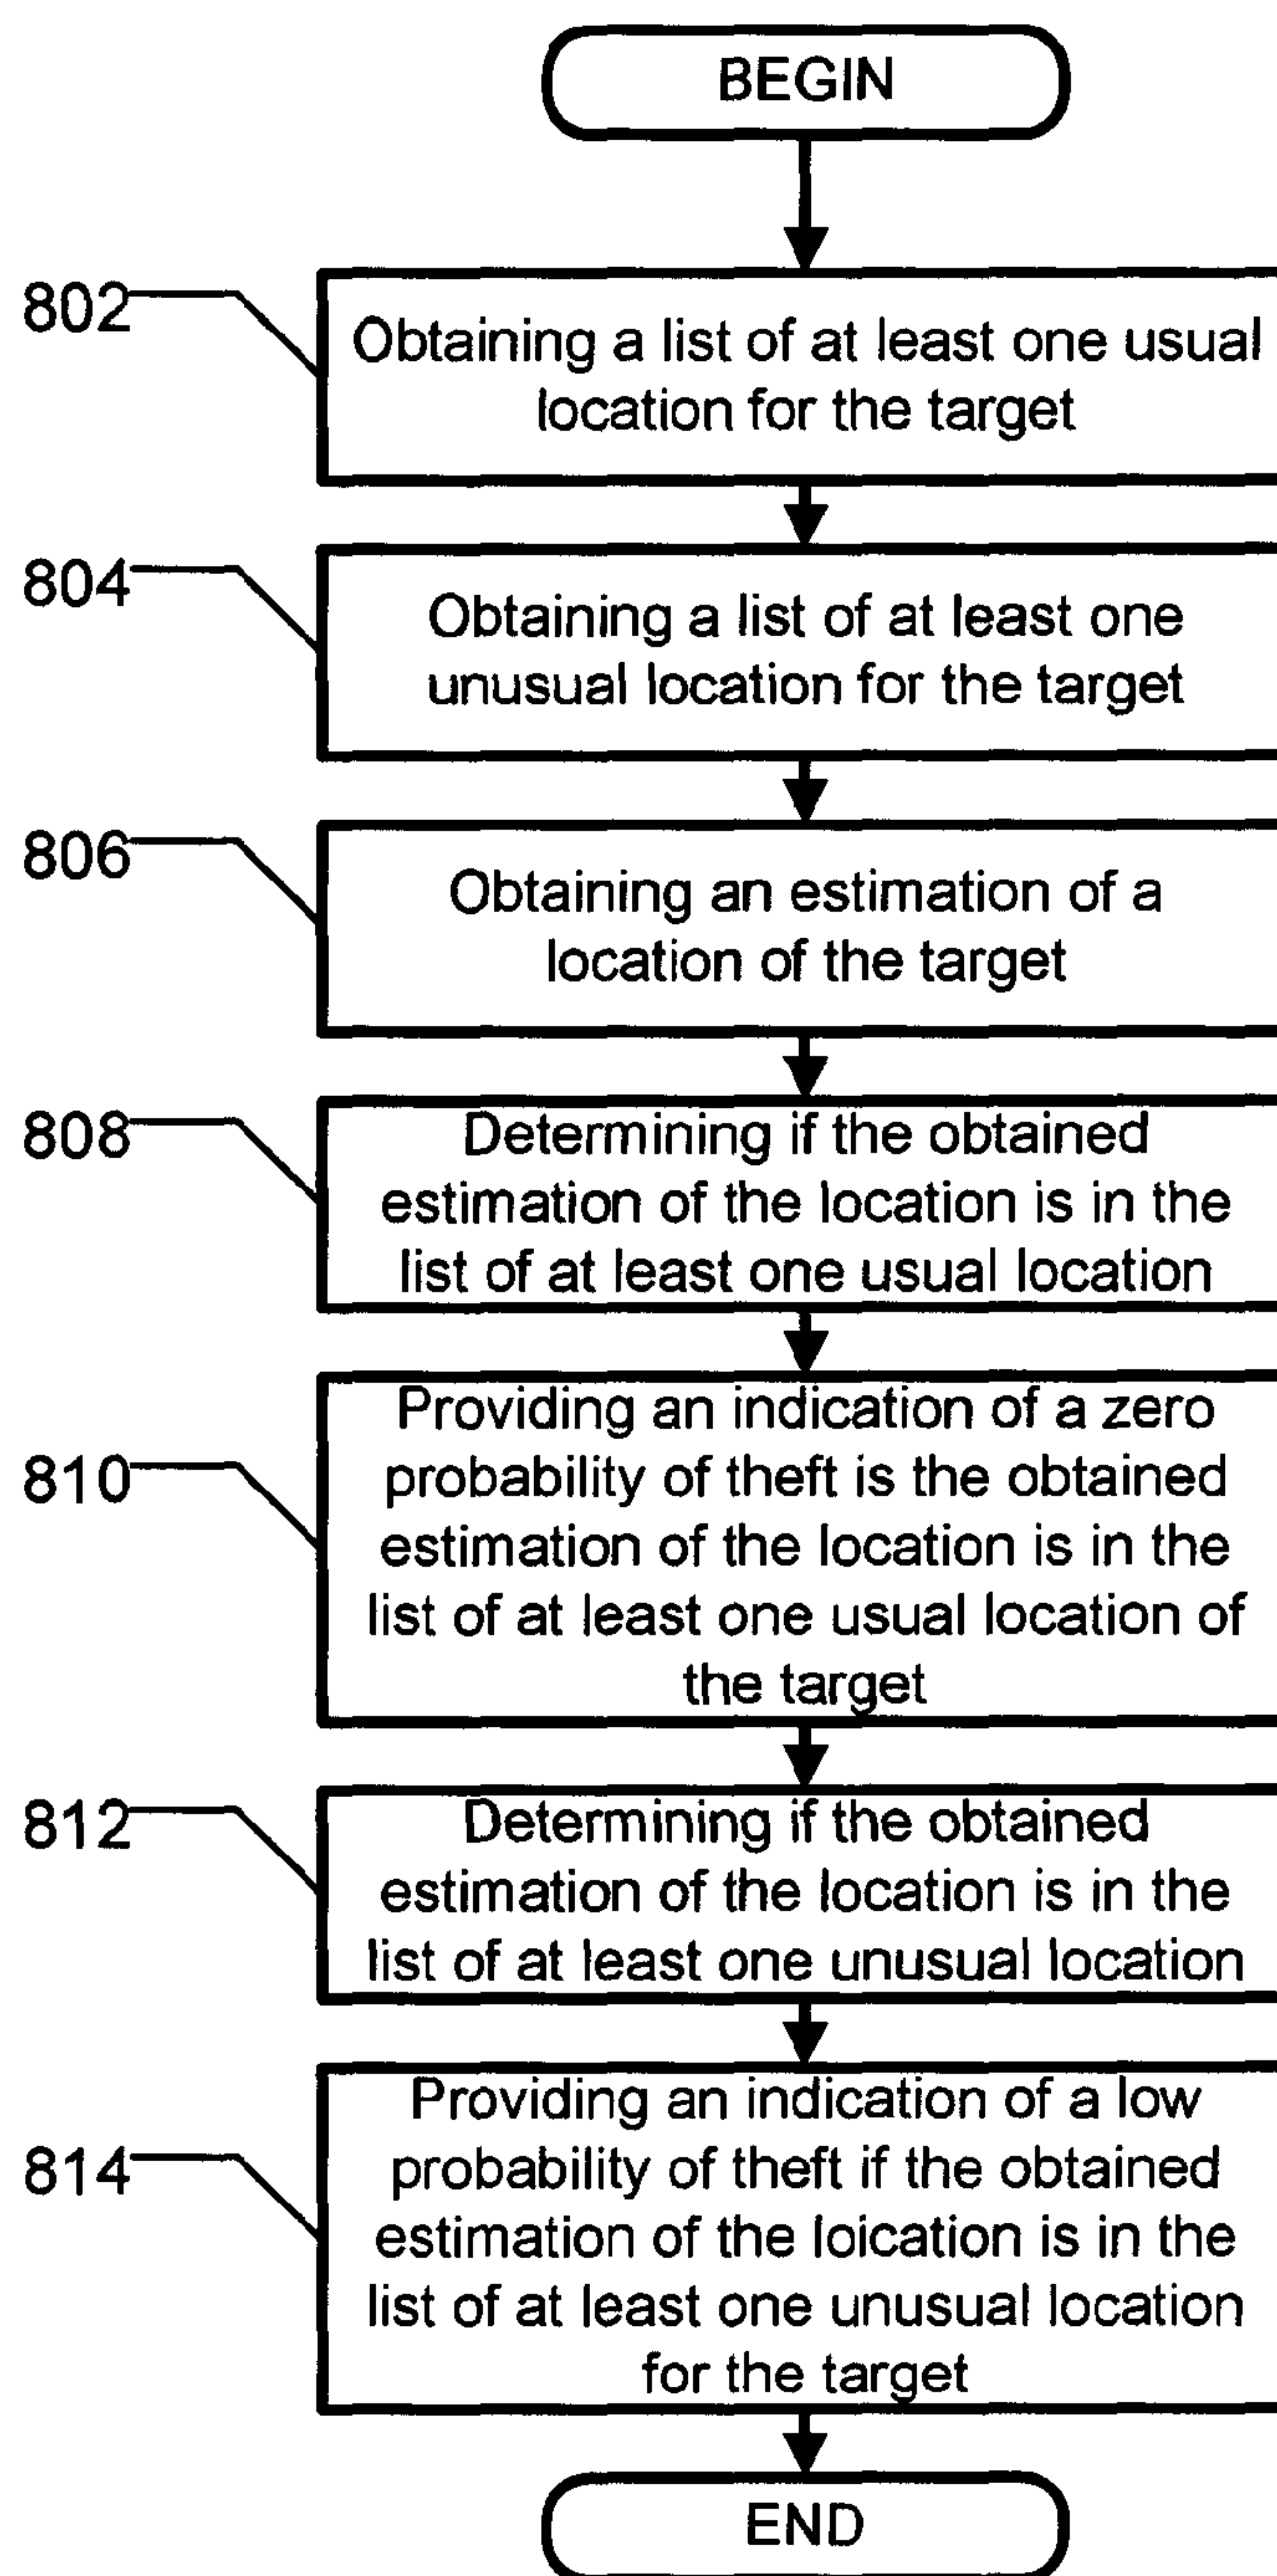 BEGIN
802
Obtaining a list of at least one usual
location for the target
804
Obtaining a list of at least one
unusual location for the target
806
Obtaining an estimation of a
location of the target
808
Determining if the obtained
estimation of the location is in the
list of at least one usual location
810
Providing an indication of a zero
probability of theft is the obtained
estimation of the location is in the
list of at least one usual location of
the target
812
Determining if the obtained
estimation of the location is in the
list of at least one unusual location
814
Providing an indication of a low
probability of theft if the obtained
estimation of the loication is in the
list of at least one unusual location
for the target
END